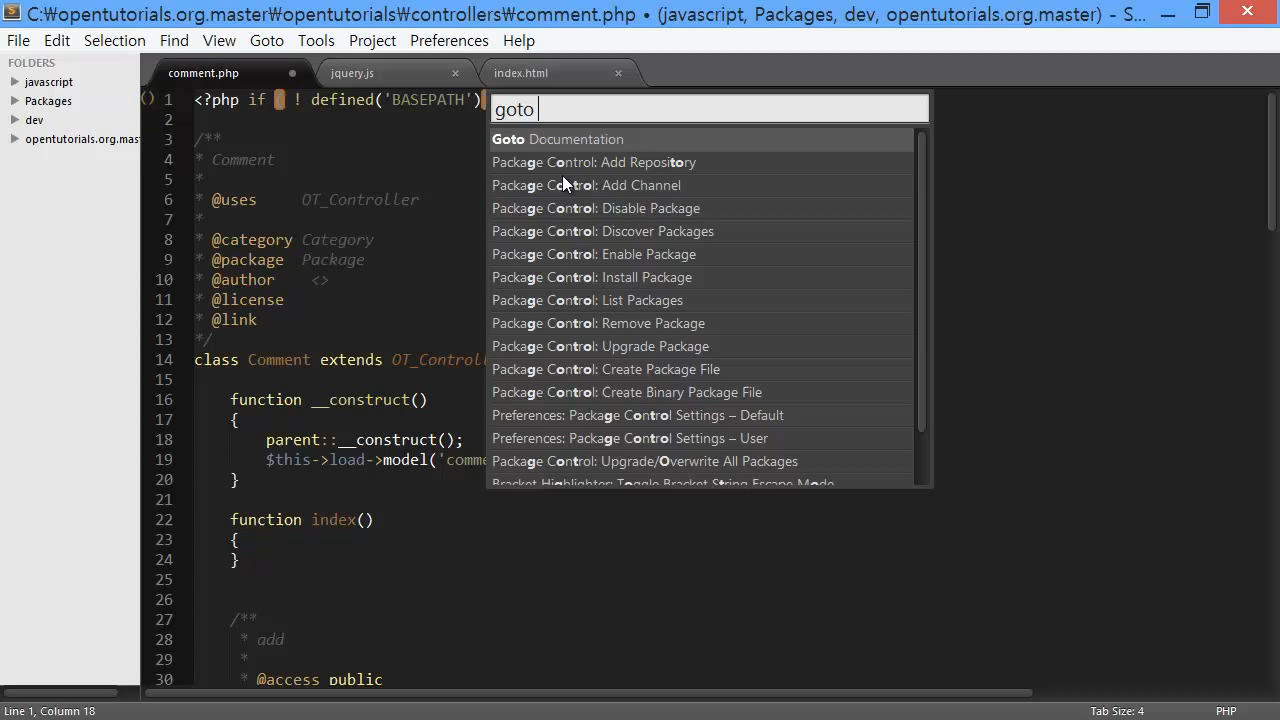 C:₩opentutorials.org.master₩opentutorials₩controllers₩comment.php • (javascript, Packages, dev, opentutorials.org.master) - S...
File Edit Selection Find View Goto Tools Project Preferences Help
FOLDERS
javascript
Packages
dev
opentutorials.org.mast
comment.php
jquery.js
index.html
goto
Goto Documentation
Package Control: Add Repository
Package Control: Add Channel
Package Control: Disable Package
Package Control: Discover Packages
Package Control: Enable Package
Package Control: Install Package
Package Control: List Packages
Package Control: Remove Package
Package Control: Upgrade Package
Package Control: Create Package File
Package Control: Create Binary Package File
Preferences: Package Control Settings – Default
Preferences: Package Control Settings – User
Package Control: Upgrade/Overwrite All Packages
Bracket Highlighter: Toggle Bracket String Escape Mode
() 1 <?php if ( ! defined('BASEPATH')
2
3 /**
4 * Comment
5 *
6 * @uses OT_Controller
7 *
8 * @category Category
9 * @package Package
10 * @author <>
11 * @license
12 * @link
13 */
14 class Comment extends OT_Controll
15
16 function __construct()
17 {
18 parent::__construct();
19 $this->load->model('comme
20 }
21
22 function index()
23 {
24 }
25
26
27 /**
28 * add
29 *
30 * @access public
Line 1, Column 18
Tab Size: 4
PHP